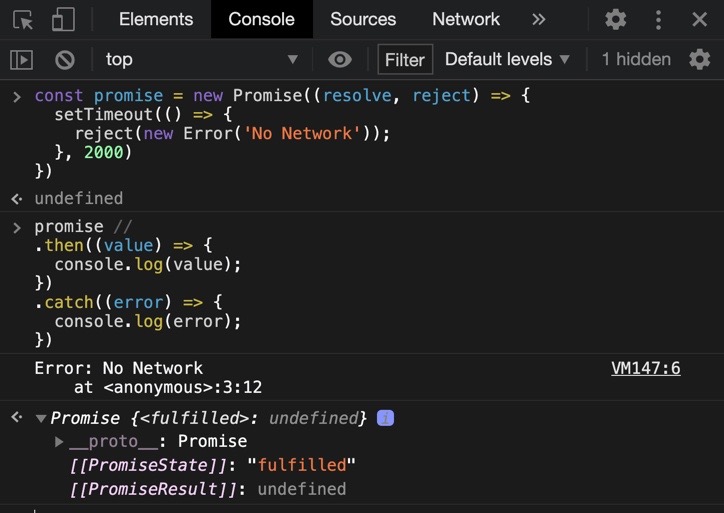 Elements Console Sources Network »
top Filter Default levels ▼ 1 hidden
> const promise = new Promise((resolve, reject) => {
setTimeout(() => {
reject(new Error('No Network'));
}, 2000)
})
undefined
> promise //
.then((value) => {
console.log(value);
})
.catch((error) => {
console.log(error);
})
Error: No Network VM147:6
at <anonymous>:3:12
Promise {<fulfilled>: undefined} i
__proto__: Promise
[[PromiseState]]: "fulfilled"
[[PromiseResult]]: undefined